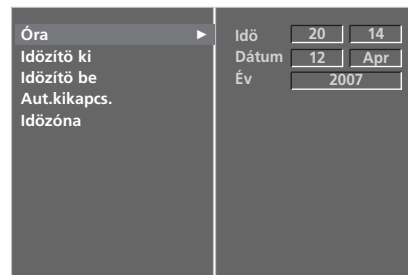 Óra ►
Idözítö ki
Idözítö be
Aut.kikapcs.
Idözóna
Idö 20 14
Dátum 12 Apr
Év 2007